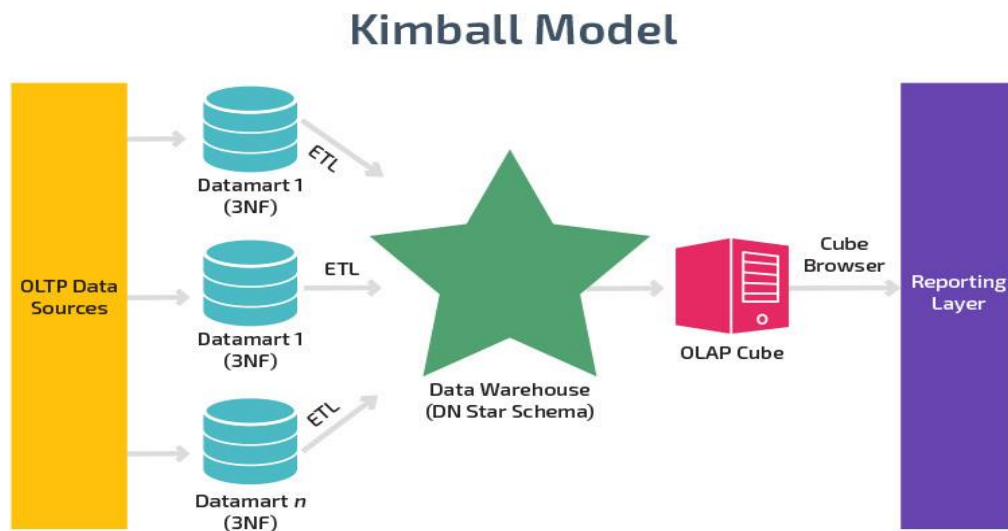 Kimball Model
OLTP Data
Sources
Datamart 1
(3NF)
ETL
Datamart 1
(3NF)
ETL
Datamart n
(3NF)
ETL
Data Warehouse
(DN Star Schema)
OLAP Cube
Cube
Browser
Reporting
Layer